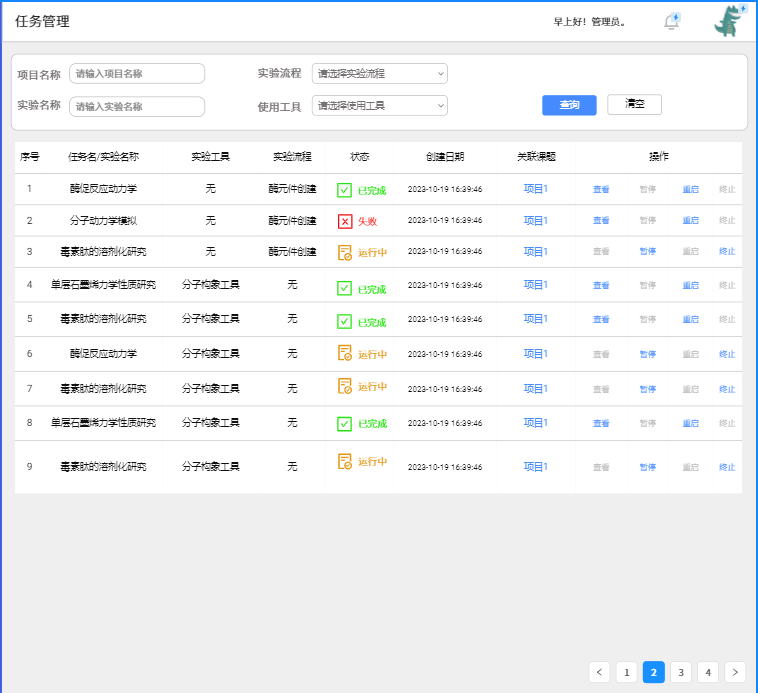 任务管理 早上好！管理员。
项目名称 请输入项目名称 实验流程 请选择实验流程
实验名称 请输入实验名称 使用工具 请选择使用工具 查询 清空
序号 任务名/实验名称 实验工具 实验流程 状态 创建日期 关联课题 操作
1 酶促反应动力学 无 酶元件创建 已完成 2023-10-19 16:39:46 项目1 查看 暂停 重启 终止
2 分子动力学模拟 无 酶元件创建 失败 2023-10-19 16:39:46 项目1 查看 暂停 重启 终止
3 毒素肽的溶剂化研究 无 酶元件创建 运行中 2023-10-19 16:39:46 项目1 查看 暂停 重启 终止
4 单层石墨烯力学性质研究 分子构象工具 无 已完成 2023-10-19 16:39:46 项目1 查看 暂停 重启 终止
5 毒素肽的溶剂化研究 分子构象工具 无 已完成 2023-10-19 16:39:46 项目1 查看 暂停 重启 终止
6 酶促反应动力学 分子构象工具 无 运行中 2023-10-19 16:39:46 项目1 查看 暂停 重启 终止
7 毒素肽的溶剂化研究 分子构象工具 无 运行中 2023-10-19 16:39:46 项目1 查看 暂停 重启 终止
8 单层石墨烯力学性质研究 分子构象工具 无 已完成 2023-10-19 16:39:46 项目1 查看 暂停 重启 终止
9 毒素肽的溶剂化研究 分子构象工具 无 运行中 2023-10-19 16:39:46 项目1 查看 暂停 重启 终止
< 1 2 3 4 >